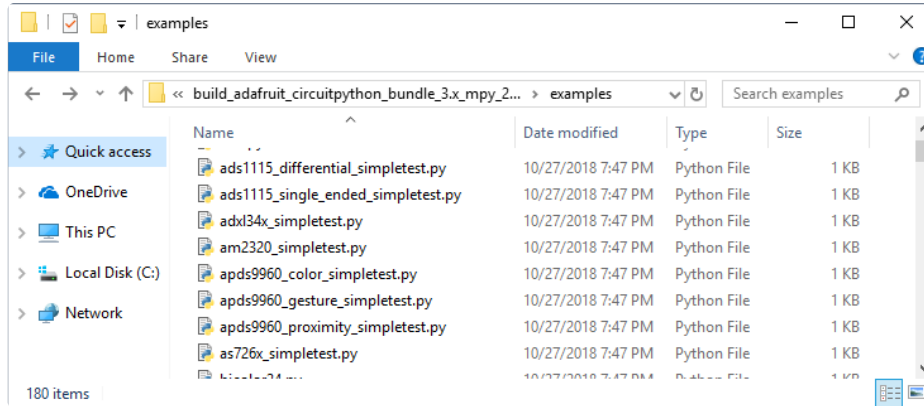 examples
File Home Share View
« build_adafruit_circuitpython_bundle_3.x_mpy_2... > examples Search examples
Name Date modified Type Size
Quick access
ads1115_differential_simpletest.py 10/27/2018 7:47 PM Python File 1 KB
OneDrive
ads1115_single_ended_simpletest.py 10/27/2018 7:47 PM Python File 1 KB
adxl34x_simpletest.py 10/27/2018 7:47 PM Python File 1 KB
This PC
am2320_simpletest.py 10/27/2018 7:47 PM Python File 1 KB
Local Disk (C:)
apds9960_color_simpletest.py 10/27/2018 7:47 PM Python File 1 KB
apds9960_gesture_simpletest.py 10/27/2018 7:47 PM Python File 1 KB
Network
apds9960_proximity_simpletest.py 10/27/2018 7:47 PM Python File 1 KB
as726x_simpletest.py 10/27/2018 7:47 PM Python File 1 KB
180 items